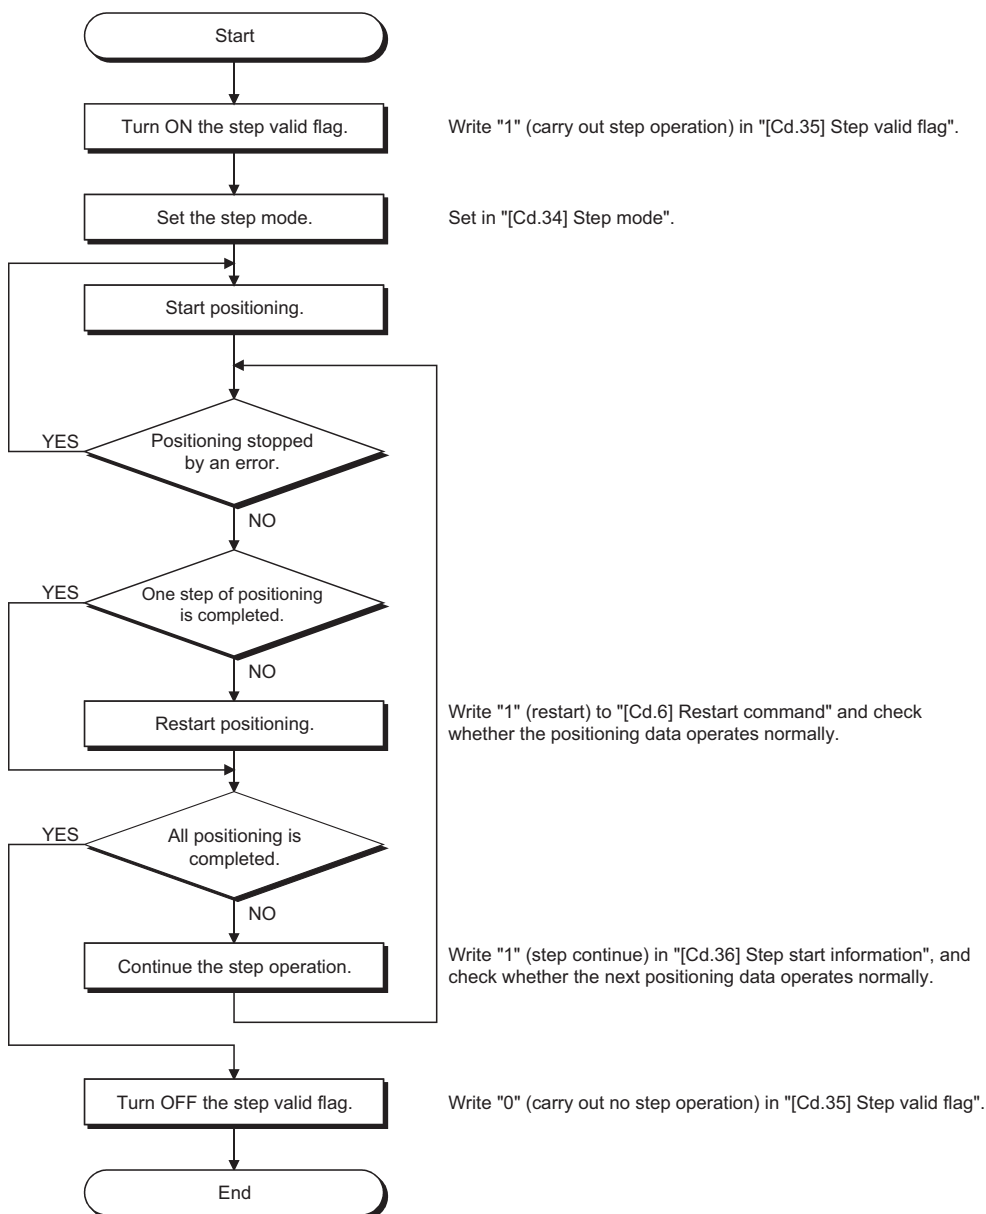 Start
Turn ON the step valid flag.
Write "1" (carry out step operation) in "[Cd.35] Step valid flag".
Set the step mode.
Set in "[Cd.34] Step mode".
Start positioning.
YES
Positioning stopped
by an error.
NO
YES
One step of positioning
is completed.
NO
Restart positioning.
Write "1" (restart) to "[Cd.6] Restart command" and check
whether the positioning data operates normally.
YES
All positioning is
completed.
NO
Continue the step operation.
Write "1" (step continue) in "[Cd.36] Step start information", and
check whether the next positioning data operates normally.
Turn OFF the step valid flag.
Write "0" (carry out no step operation) in "[Cd.35] Step valid flag".
End